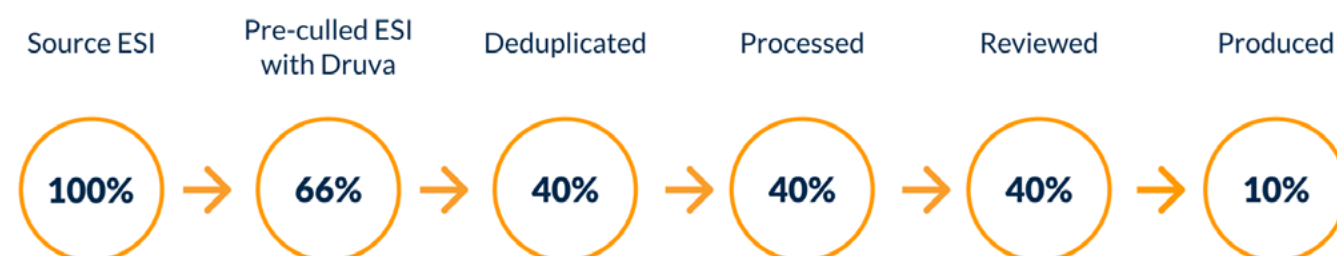 Source ESI
Pre-culled ESI
with Druva
Deduplicated
Processed
Reviewed
Produced
100%
66%
40%
40%
40%
10%